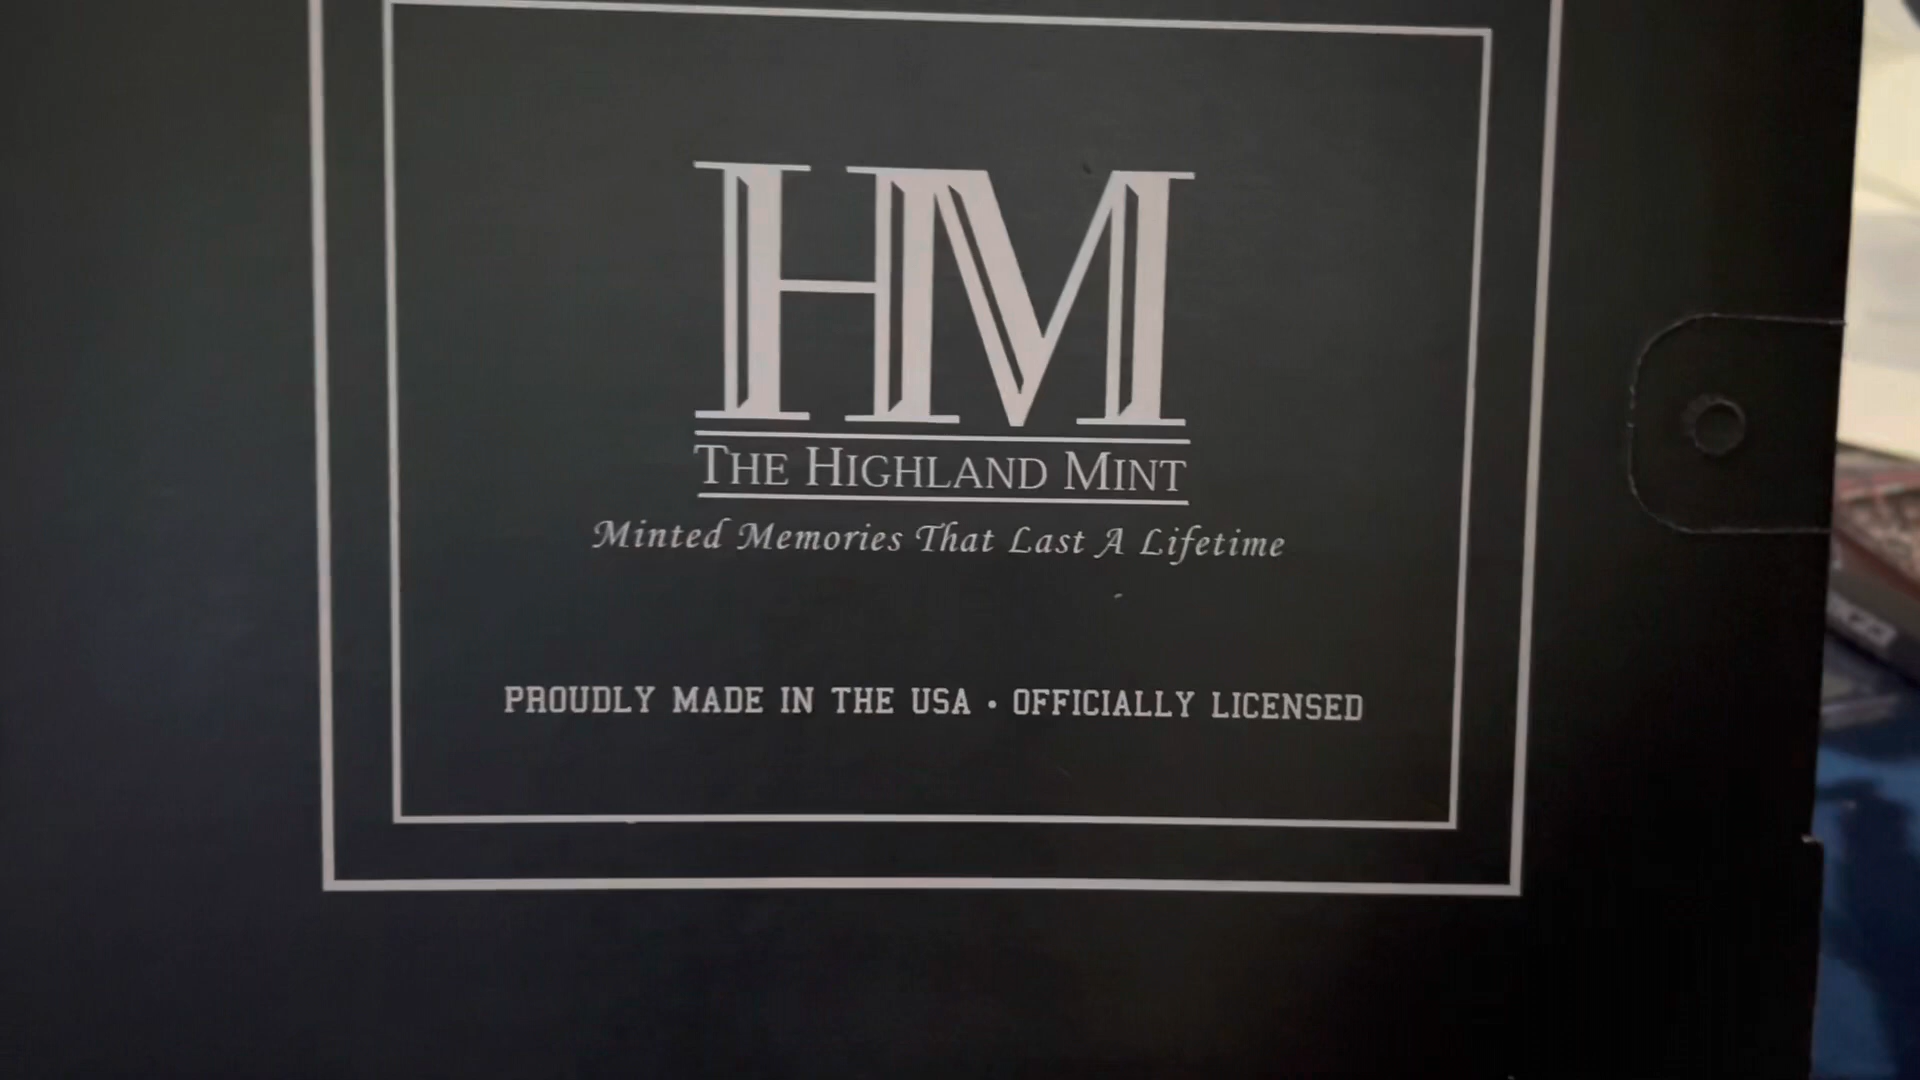 HM
THE HIGHLAND MINT
Minted Memories That Last A Lifetime
PROUDLY MADE IN THE USA • OFFICIALLY LICENSED